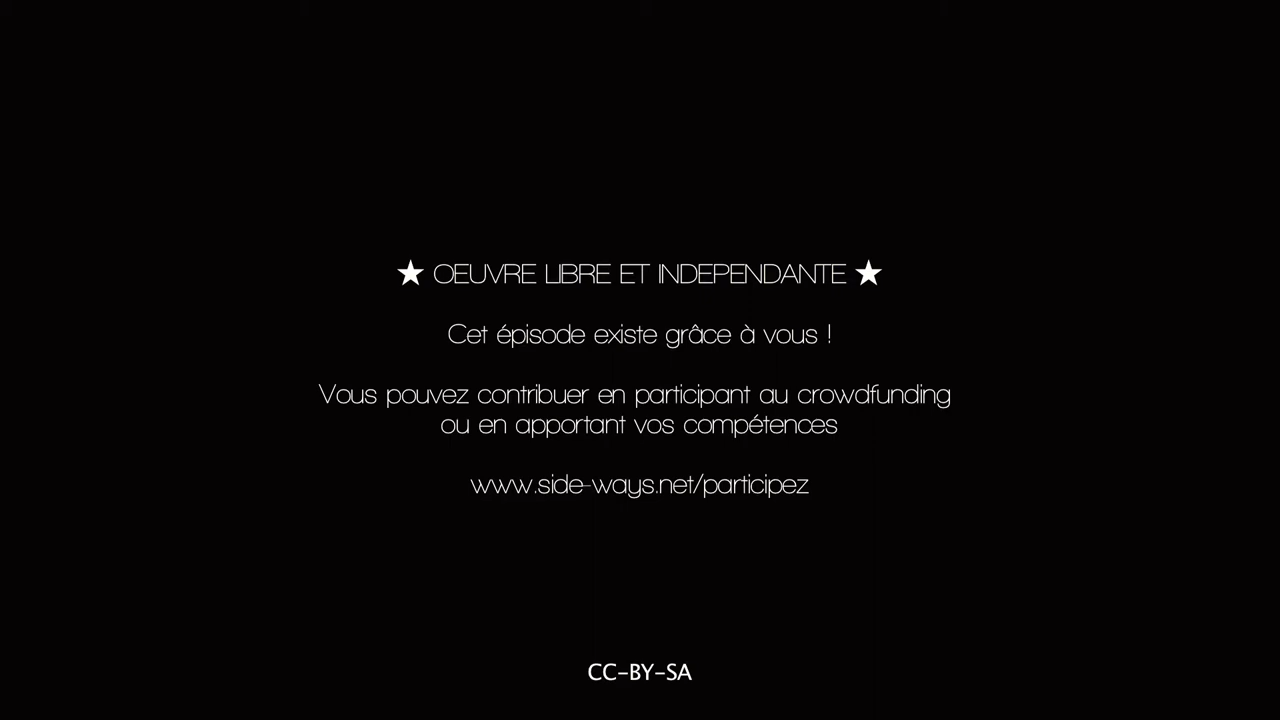 ★ OEUVRE LIBRE ET INDEPENDANTE ★
Cet épisode existe grâce à vous !
Vous pouvez contribuer en participant au crowdfunding
ou en apportant vos compétences
www.side-ways.net/participez
CC-BY-SA